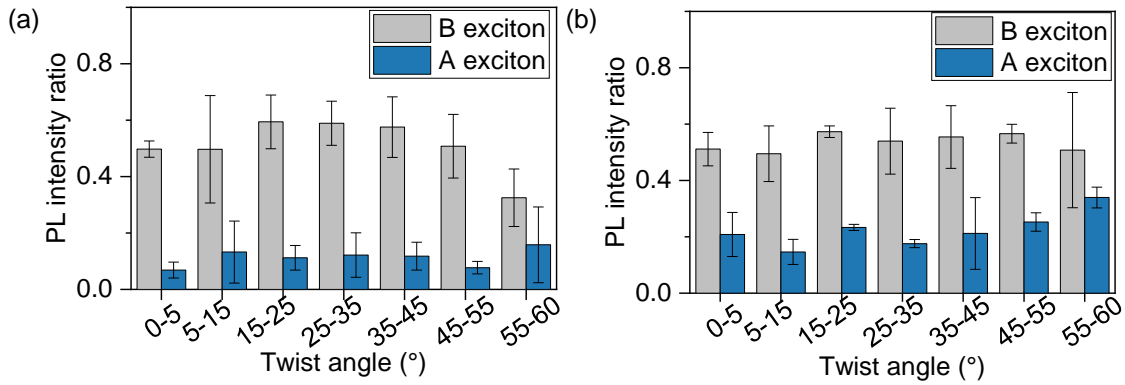 (a)
PL intensity ratio
0.8
0.4
0.0
B exciton
A exciton
0-5
5-15
15-25
25-35
35-45
45-55
55-60
Twist angle (°)
(b)
PL intensity ratio
0.8
0.4
0.0
B exciton
A exciton
0-5
5-15
15-25
25-35
35-45
45-55
55-60
Twist angle (°)